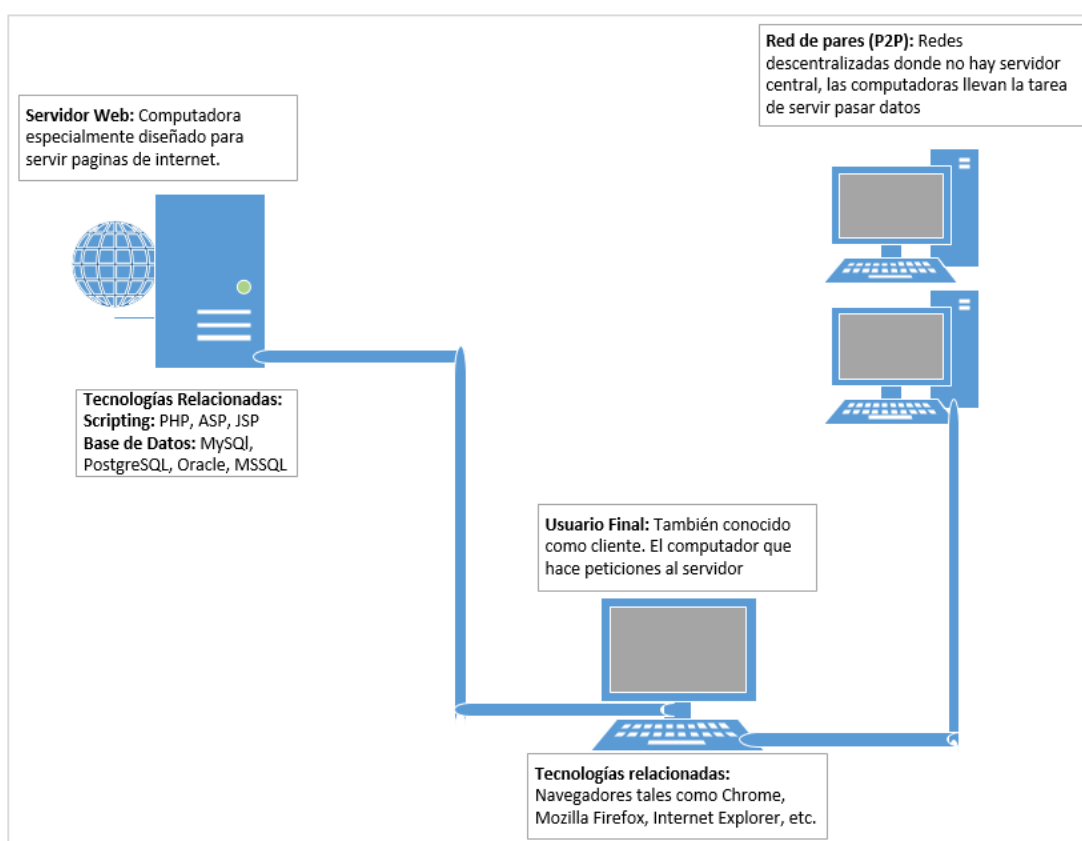 Red de pares (P2P): Redes
descentralizadas donde no hay servidor
central, las computadoras llevan la tarea
de servir pasar datos
Servidor Web: Computadora
especialmente diseñado para
servir paginas de internet.
Tecnologías Relacionadas:
Scripting: PHP, ASP, JSP
Base de Datos: MySQl,
PostgreSQL, Oracle, MSSQL
Usuario Final: También conocido
como cliente. El computador que
hace peticiones al servidor
Tecnologías relacionadas:
Navegadores tales como Chrome,
Mozilla Firefox, Internet Explorer, etc.